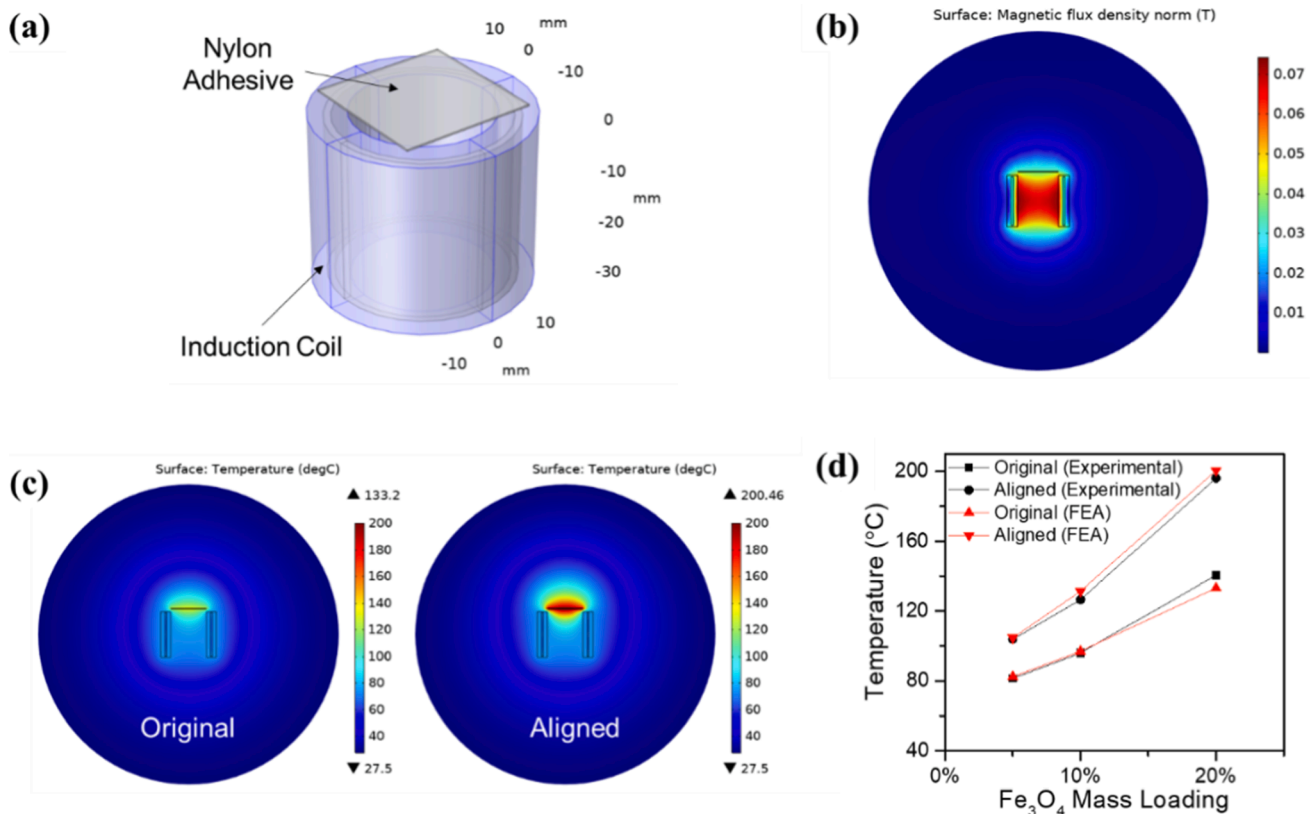 (a)
Nylon
Adhesive
Induction Coil
10
mm
0
-10
0
-10
mm
-20
-30
10
0
-10
mm
(b)
Surface: Magnetic flux density norm (T)
0.07
0.06
0.05
0.04
0.03
0.02
0.01
(c)
Surface: Temperature (degC)
▲ 133.2
200
180
160
140
120
100
80
60
40
▼ 27.5
Original
Surface: Temperature (degC)
▲ 200.46
200
180
160
140
120
100
80
60
40
▼ 27.5
Aligned
(d)
Original (Experimental)
Aligned (Experimental)
Original (FEA)
Aligned (FEA)
Temperature (°C)
200
160
120
80
40
0%
10%
20%
Fe₃O₄ Mass Loading